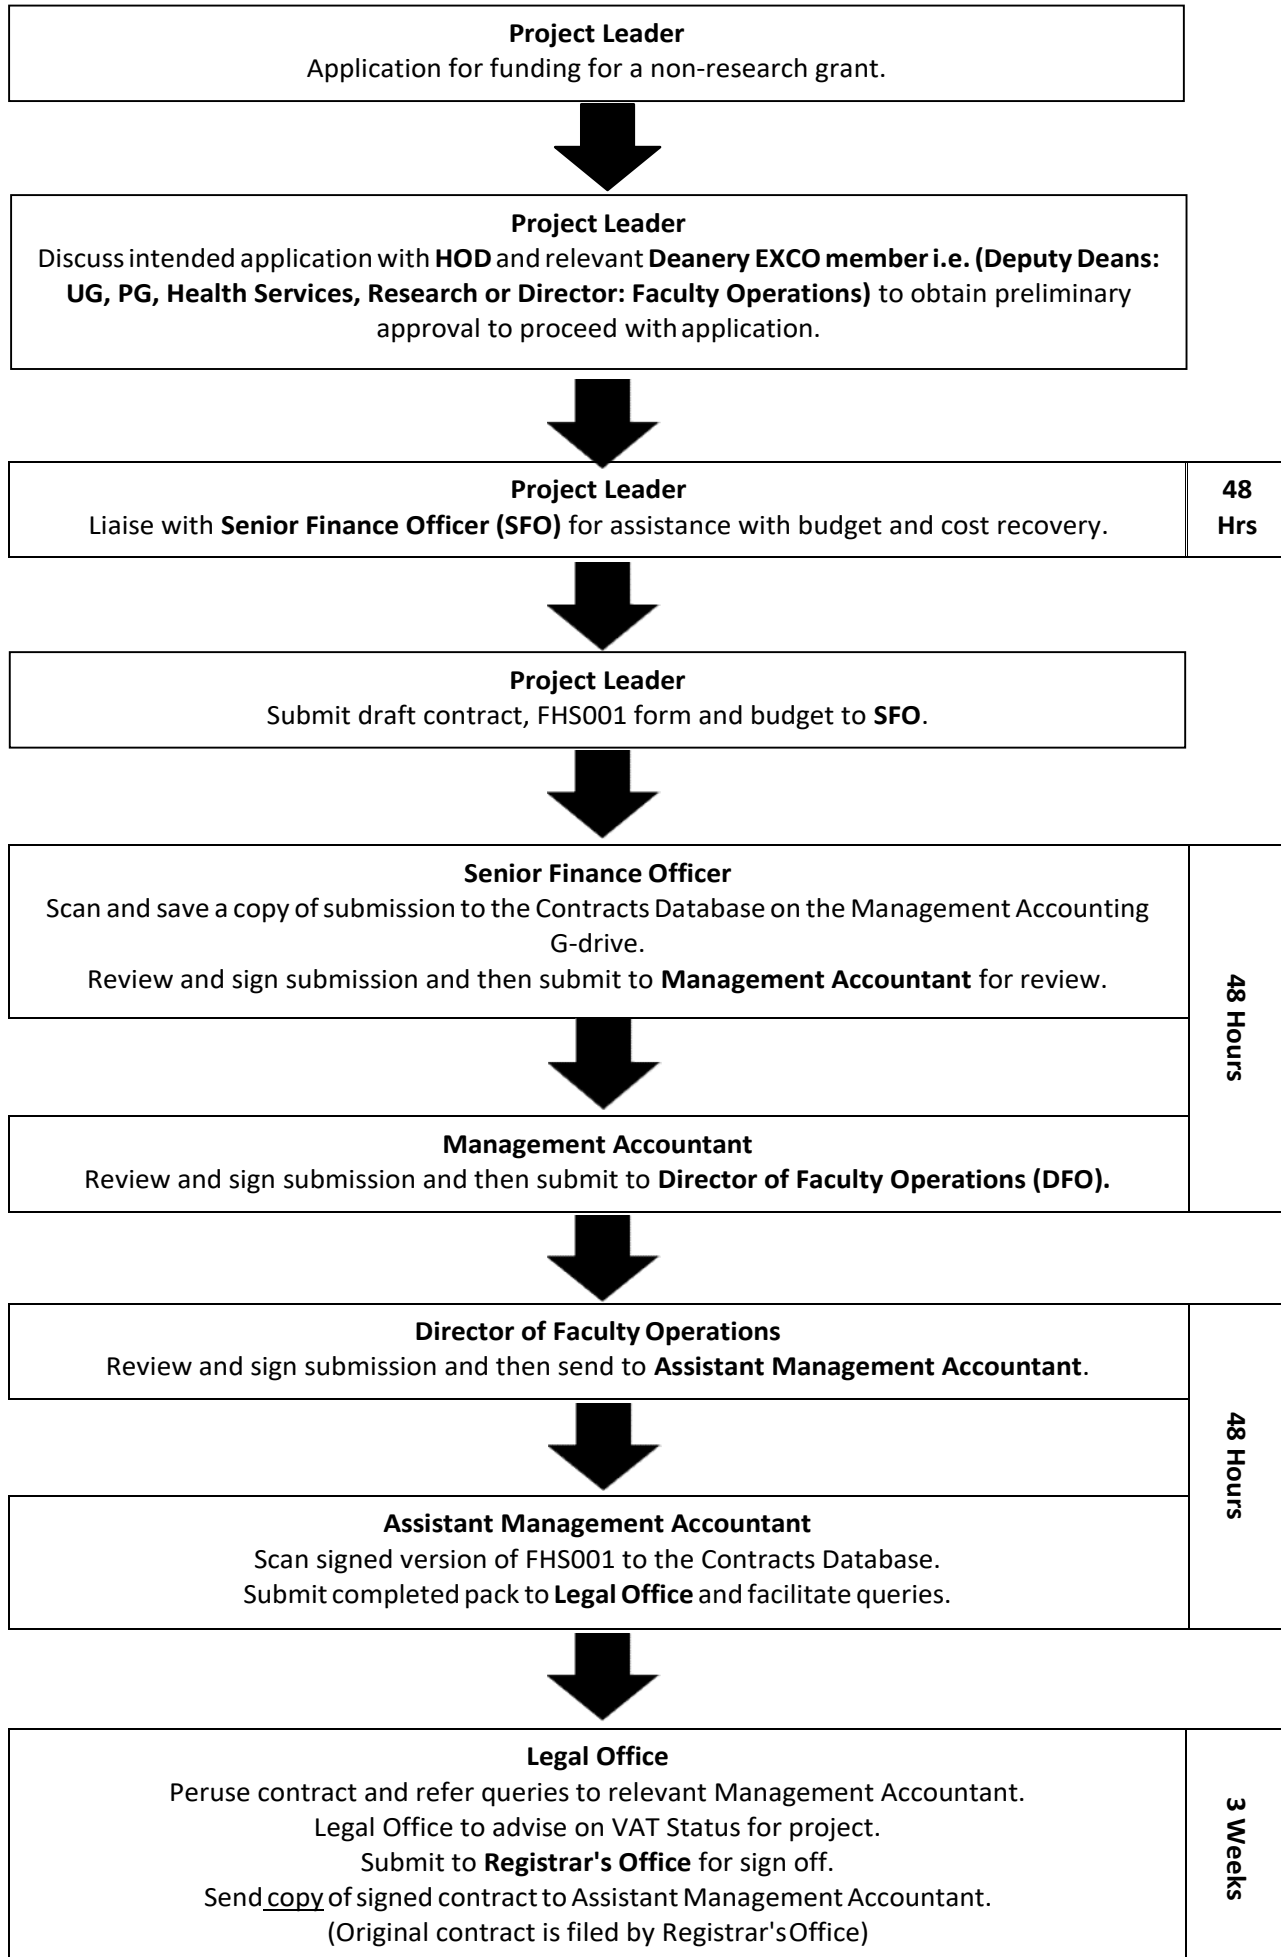 Project Leader
Application for funding for a non-research grant.
Project Leader
Discuss intended application with HOD and relevant Deanery EXCO member i.e. (Deputy Deans:
UG, PG, Health Services, Research or Director: Faculty Operations) to obtain preliminary
approval to proceed with application.
Project Leader
Liaise with Senior Finance Officer (SFO) for assistance with budget and cost recovery.
48
Hrs
Project Leader
Submit draft contract, FHS001 form and budget to SFO.
Senior Finance Officer
Scan and save a copy of submission to the Contracts Database on the Management Accounting
G-drive.
Review and sign submission and then submit to Management Accountant for review.
48 Hours
Management Accountant
Review and sign submission and then submit to Director of Faculty Operations (DFO).
Director of Faculty Operations
Review and sign submission and then send to Assistant Management Accountant.
48 Hours
Assistant Management Accountant
Scan signed version of FHS001 to the Contracts Database.
Submit completed pack to Legal Office and facilitate queries.
Legal Office
Peruse contract and refer queries to relevant Management Accountant.
Legal Office to advise on VAT Status for project.
Submit to Registrar's Office for sign off.
Send copy of signed contract to Assistant Management Accountant.
(Original contract is filed by Registrar's Office)
3 Weeks